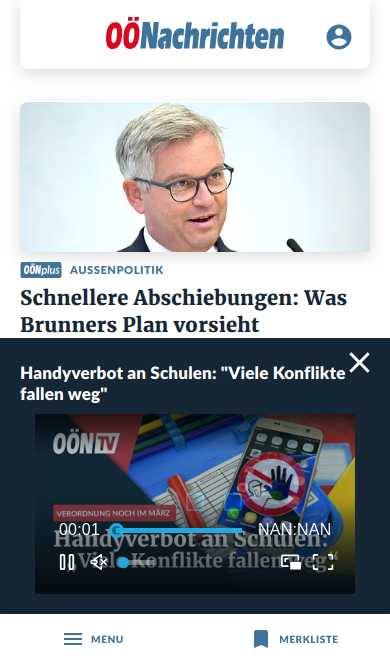 OÖNachrichten
OÖNplus AUSSENPOLITIK
Schnellere Abschiebungen: Was
Brunners Plan vorsieht
Handyverbot an Schulen: "Viele Konflikte
fallen weg"
OÖN TV
VERORDNUNG NOCH IM MÄRZ
00:01
NAN:NAN
Handyverbot an Schulen:
„Viele Konflikte fallen weg“
MENU
MERKLISTE